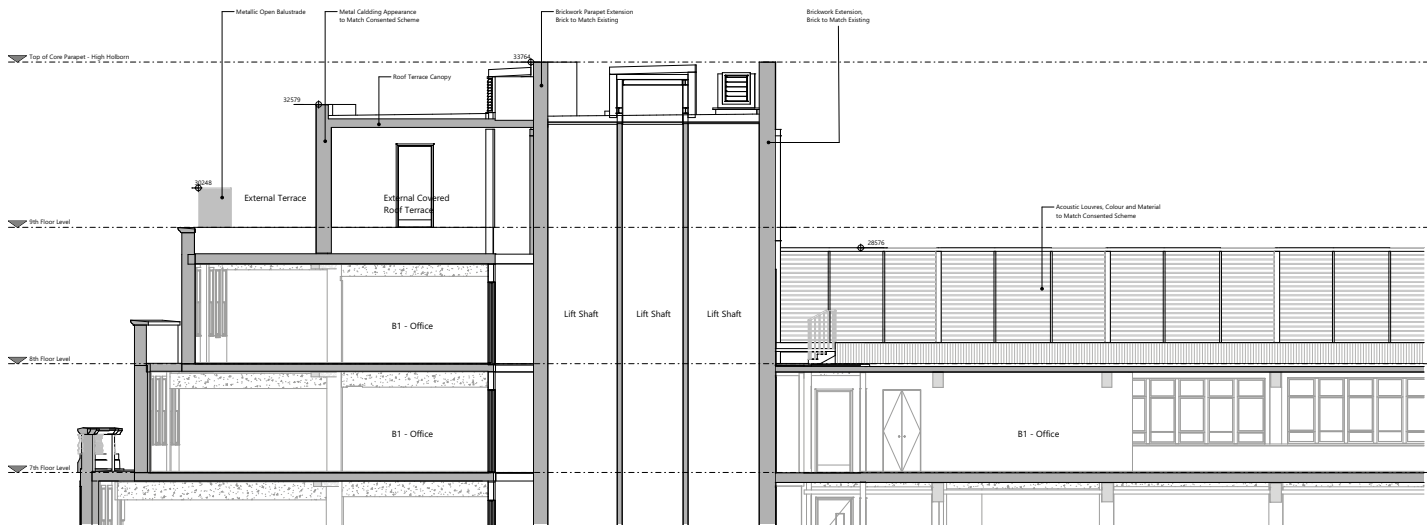 Metallic Open Balustrade
Metal Caldding Appearance
to Match Consented Scheme
Brickwork Parapet Extension
Brick to Match Existing
Brickwork Extension,
Brick to Match Existing
Top of Core Parapet - High Holborn
33764
Roof Terrace Canopy
32579
30248
External Terrace
External Covered
Roof Terrace
Acoustic Louvres, Colour and Material
to Match Consented Scheme
9th Floor Level
28576
Lift Shaft
Lift Shaft
Lift Shaft
B1 - Office
8th Floor Level
B1 - Office
B1 - Office
7th Floor Level